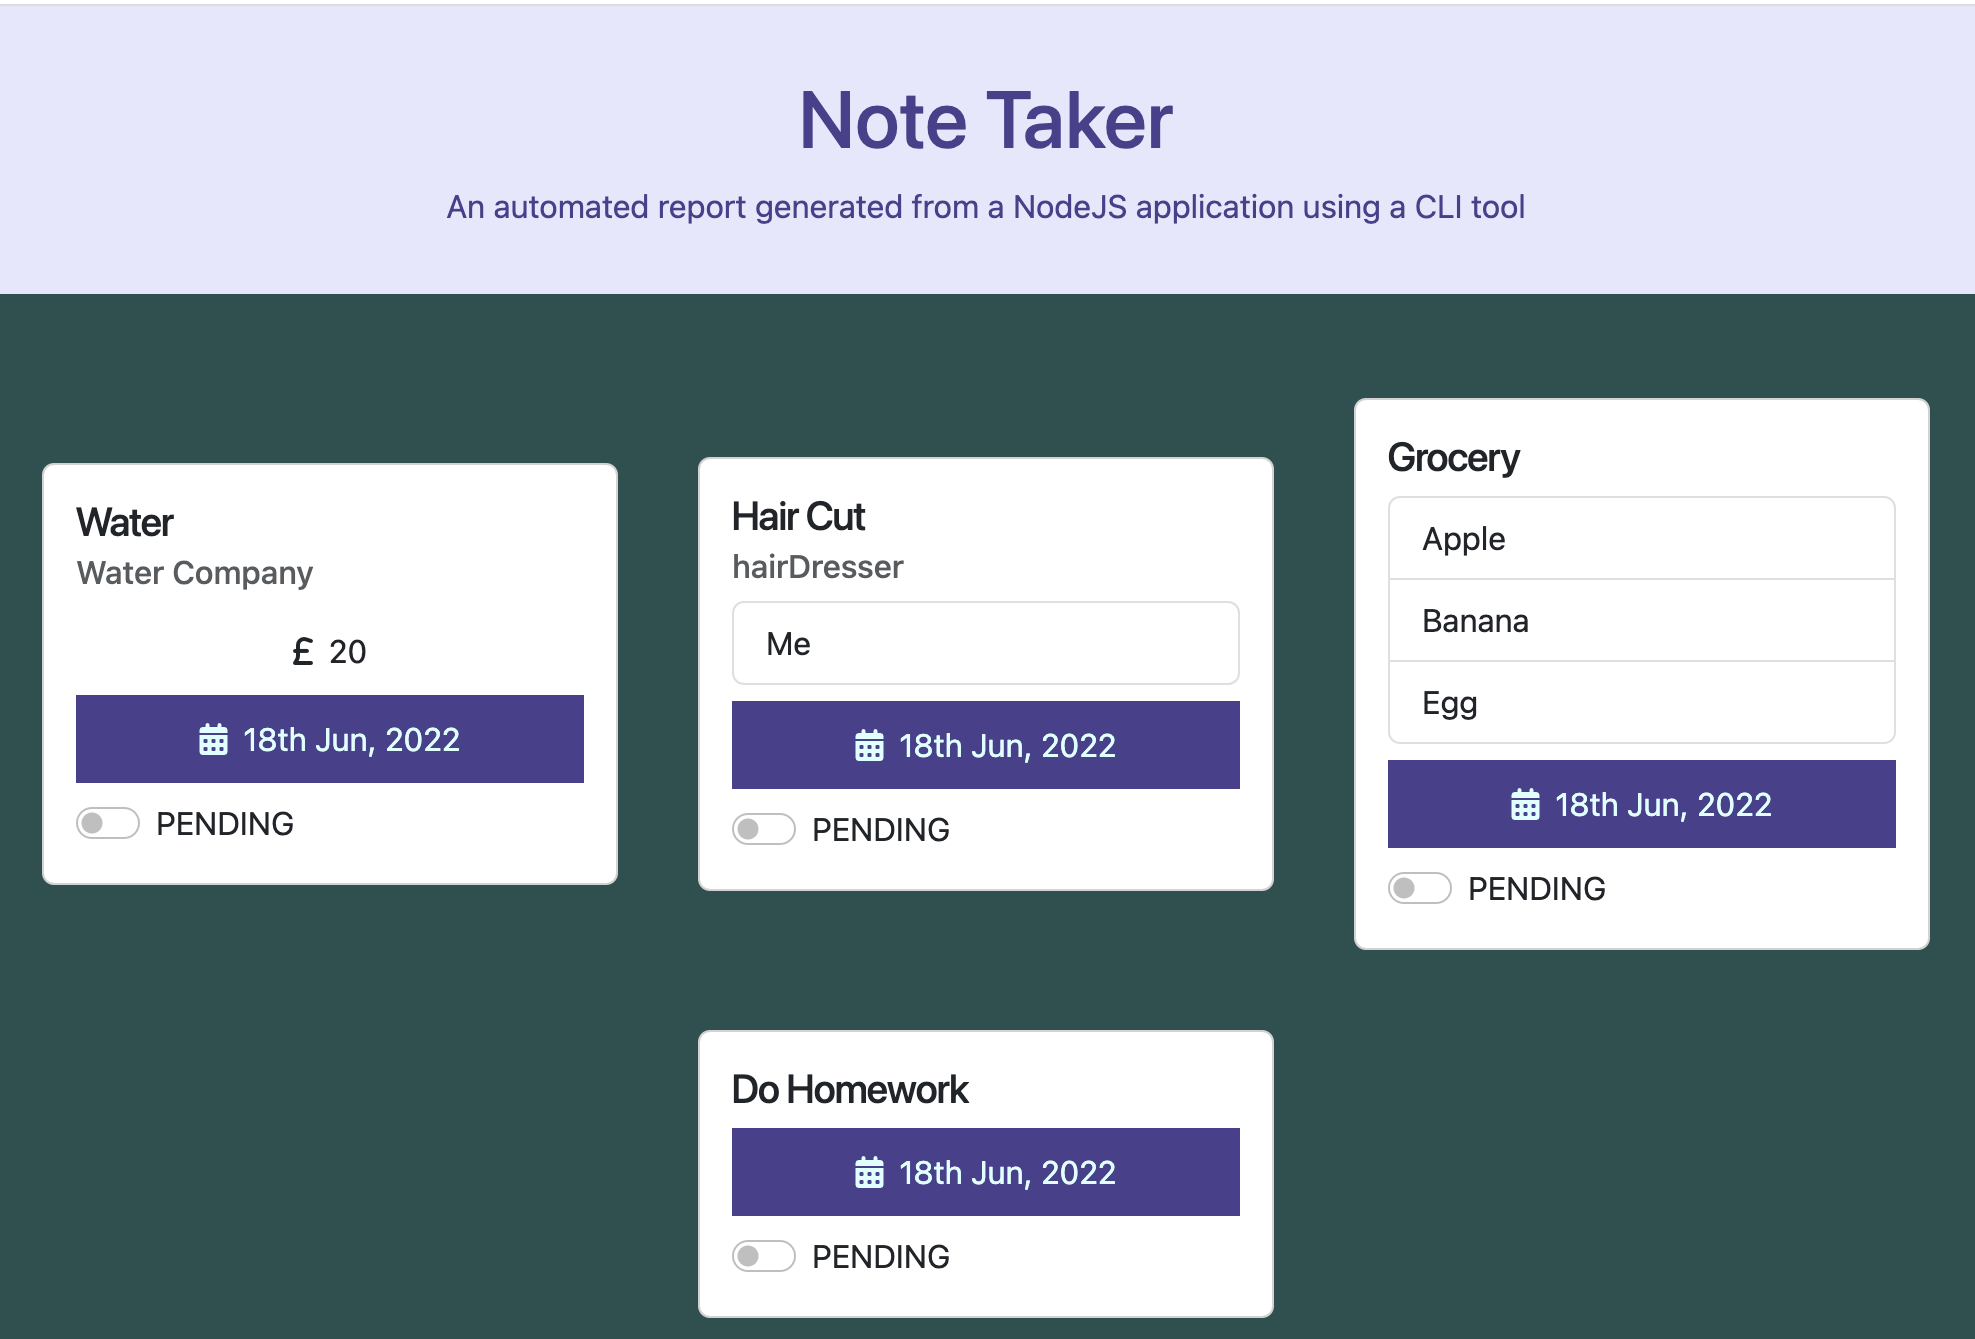 Note Taker
An automated report generated from a NodeJS application using a CLI tool
Water
Water Company
£ 20
18th Jun, 2022
PENDING
Hair Cut
hairDresser
Me
18th Jun, 2022
PENDING
Grocery
Apple
Banana
Egg
18th Jun, 2022
PENDING
Do Homework
18th Jun, 2022
PENDING